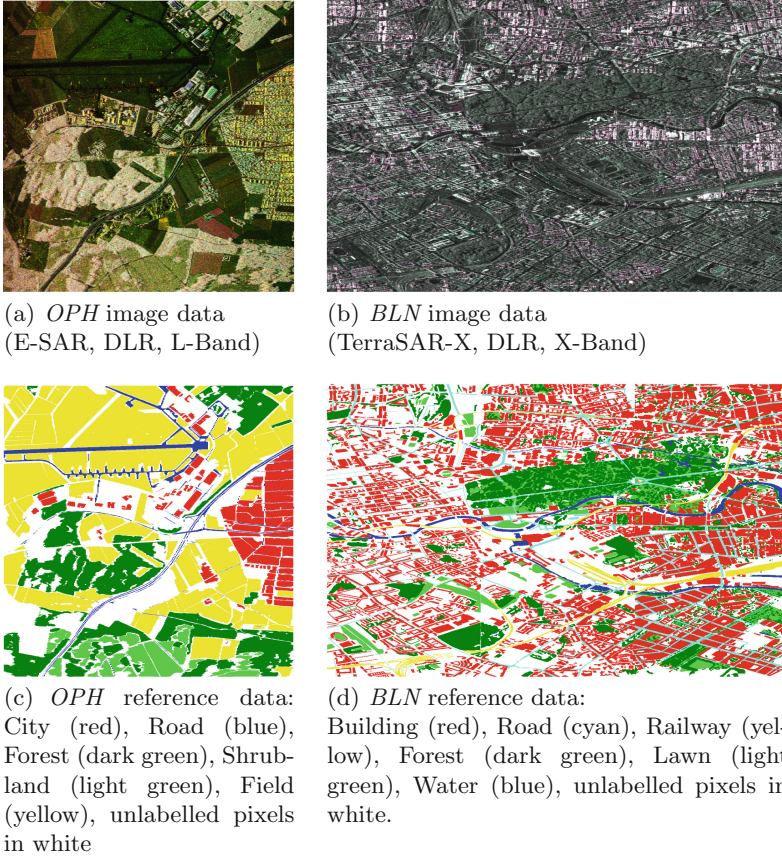 (a) OPH image data
(E-SAR, DLR, L-Band)
(b) BLN image data
(TerraSAR-X, DLR, X-Band)
(c) OPH reference data:
City (red), Road (blue),
Forest (dark green), Shrub-
land (light green), Field
(yellow), unlabelled pixels
in white
(d) BLN reference data:
Building (red), Road (cyan), Railway (yel-
low), Forest (dark green), Lawn (light
green), Water (blue), unlabelled pixels in
white.